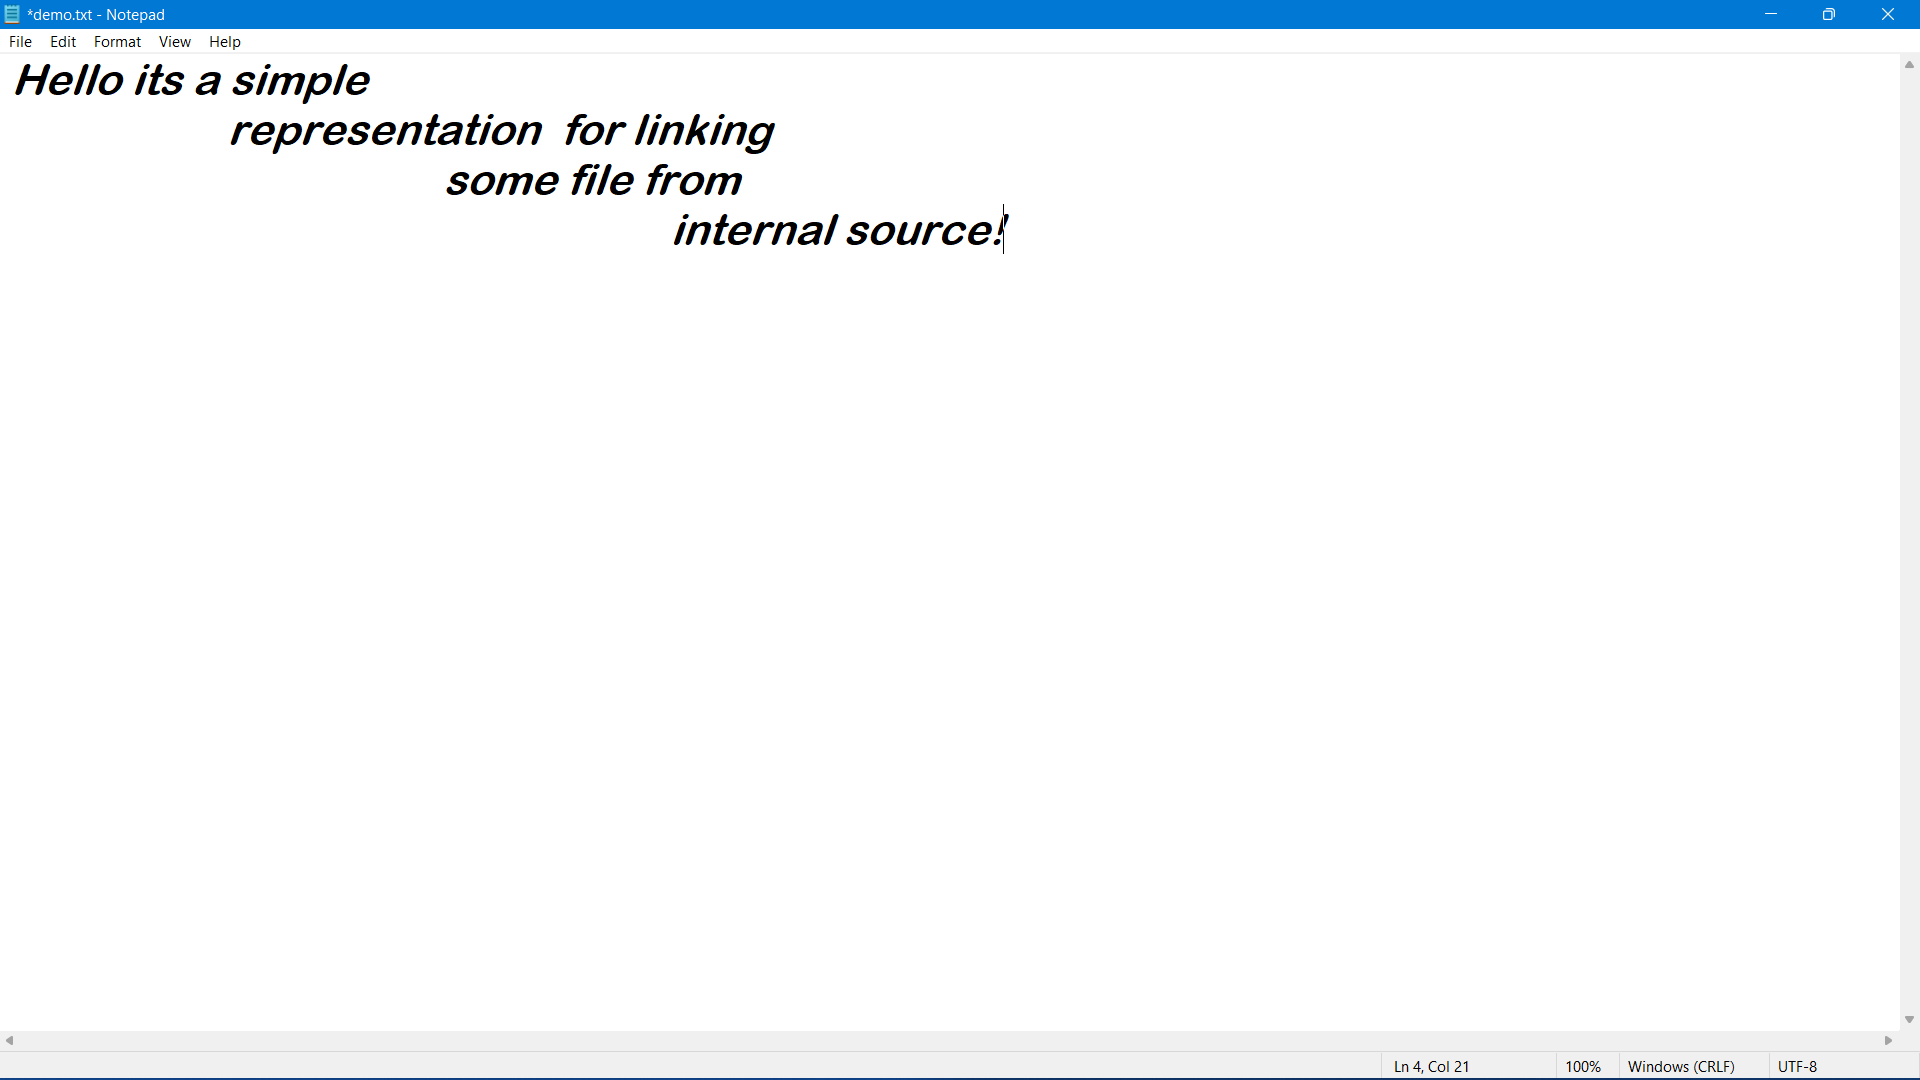 *demo.txt - Notepad
File Edit Format View Help
Hello its a simple
representation  for linking
some file from
internal source!
Ln 4, Col 21 100% Windows (CRLF) UTF-8